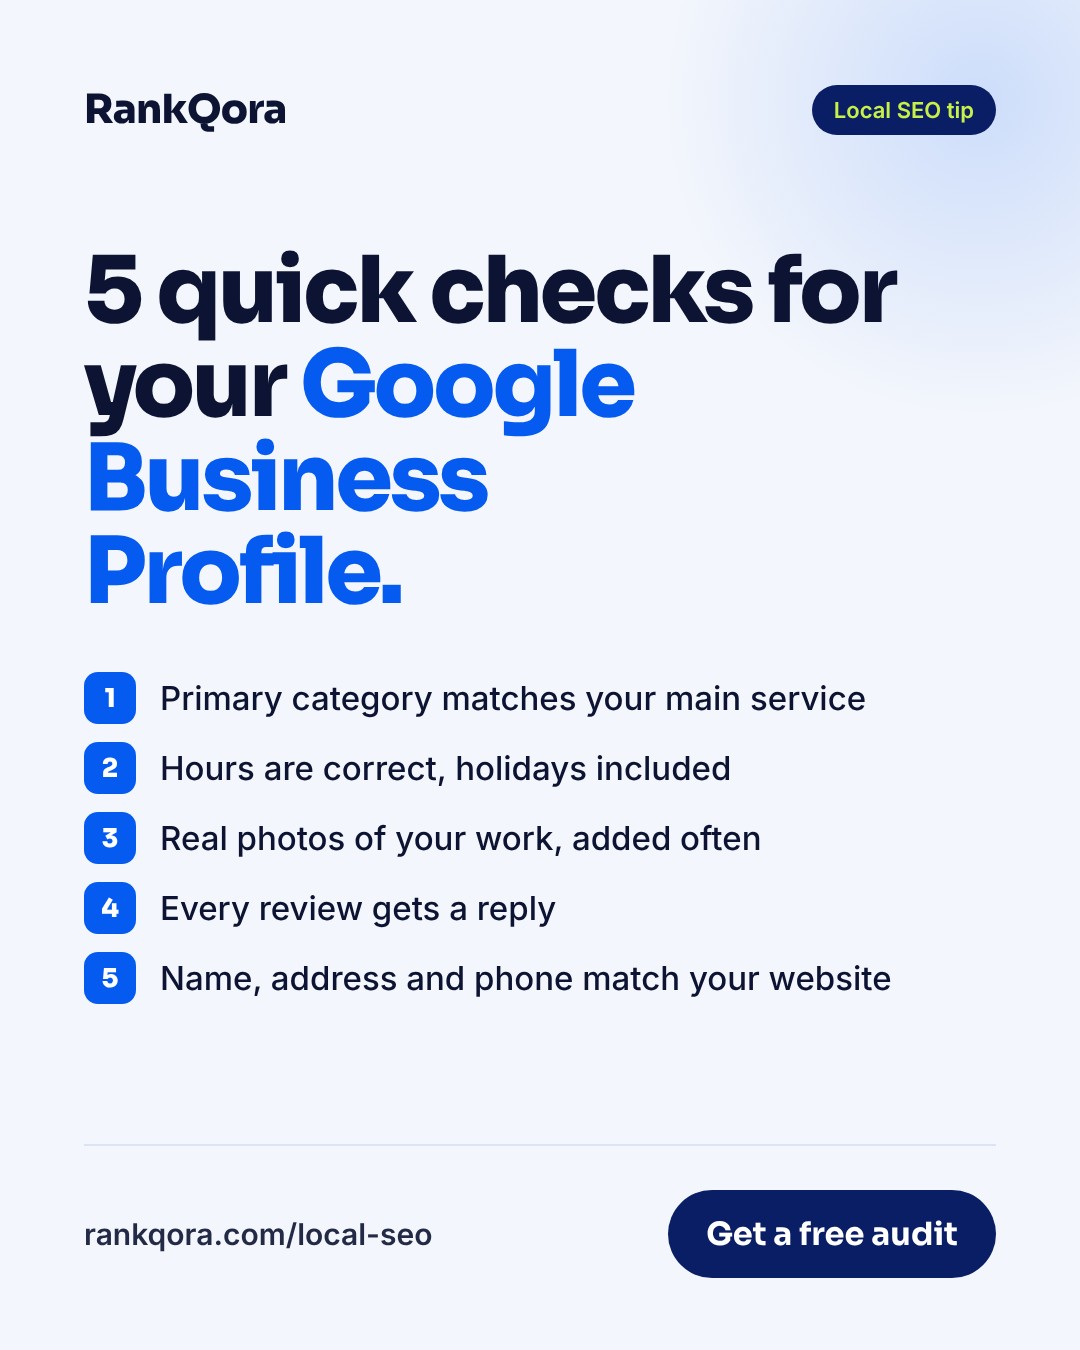 RankQora
Local SEO tip
5 quick checks for
your Google
Business
Profile.
1 Primary category matches your main service
2 Hours are correct, holidays included
3 Real photos of your work, added often
4 Every review gets a reply
5 Name, address and phone match your website
rankqora.com/local-seo
Get a free audit